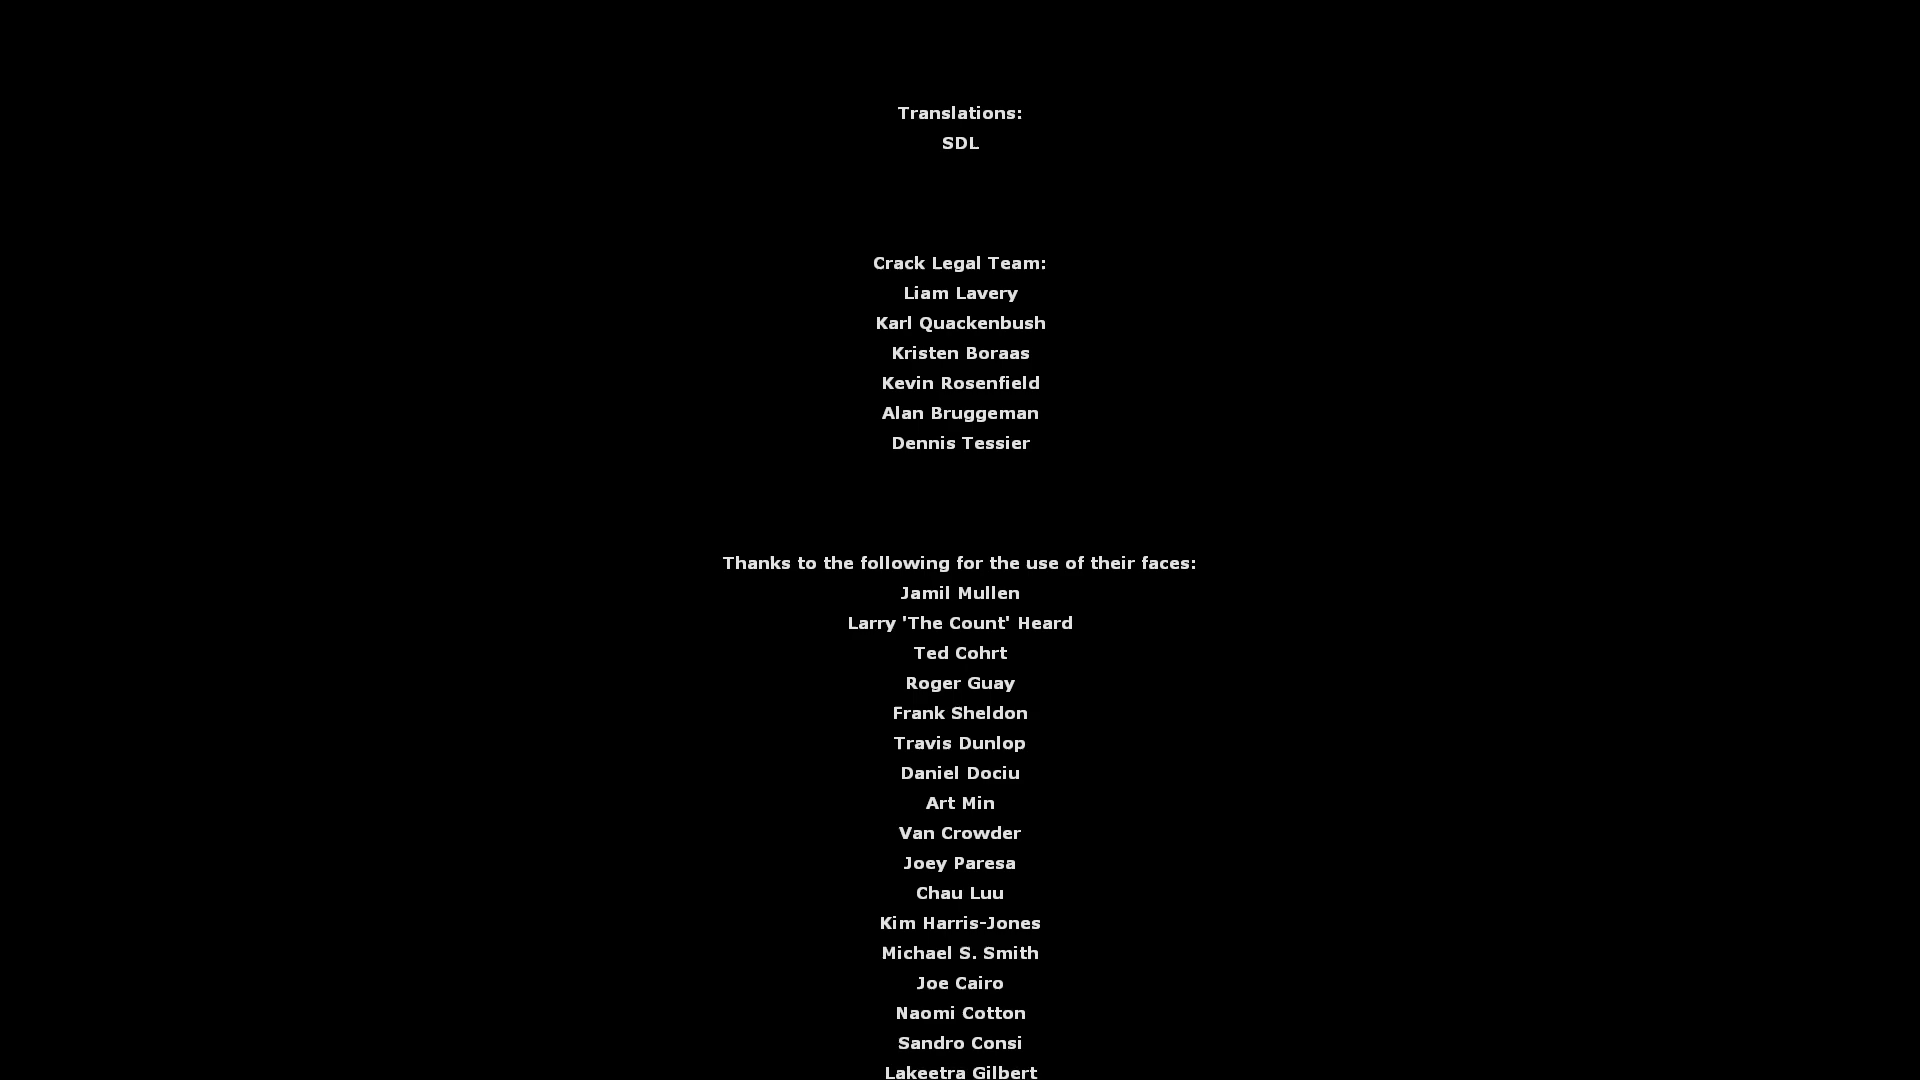 Translations:
SDL
Crack Legal Team:
Liam Lavery
Karl Quackenbush
Kristen Boraas
Kevin Rosenfield
Alan Bruggeman
Dennis Tessier
Thanks to the following for the use of their faces:
Jamil Mullen
Larry 'The Count' Heard
Ted Cohrt
Roger Guay
Frank Sheldon
Travis Dunlop
Daniel Dociu
Art Min
Van Crowder
Joey Paresa
Chau Luu
Kim Harris-Jones
Michael S. Smith
Joe Cairo
Naomi Cotton
Sandro Consi
Lakeetra Gilbert